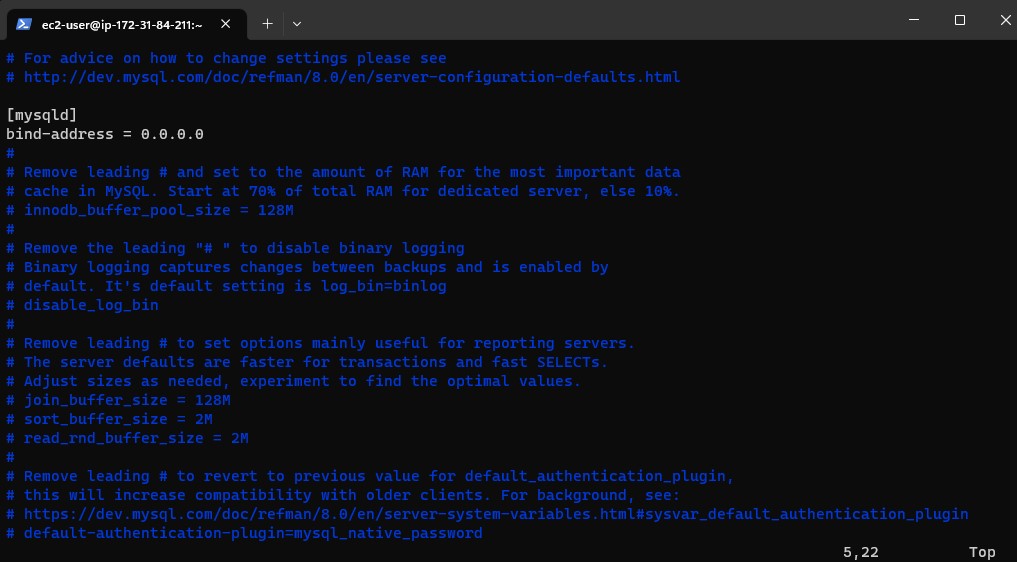 ec2-user@ip-172-31-84-211:~
# For advice on how to change settings please see
# http://dev.mysql.com/doc/refman/8.0/en/server-configuration-defaults.html
[mysqld]
bind-address = 0.0.0.0
#
# Remove leading # and set to the amount of RAM for the most important data
# cache in MySQL. Start at 70% of total RAM for dedicated server, else 10%.
# innodb_buffer_pool_size = 128M
#
# Remove the leading "# " to disable binary logging
# Binary logging captures changes between backups and is enabled by
# default. It's default setting is log_bin=binlog
# disable_log_bin
#
# Remove leading # to set options mainly useful for reporting servers.
# The server defaults are faster for transactions and fast SELECTs.
# Adjust sizes as needed, experiment to find the optimal values.
# join_buffer_size = 128M
# sort_buffer_size = 2M
# read_rnd_buffer_size = 2M
#
# Remove leading # to revert to previous value for default_authentication_plugin,
# this will increase compatibility with older clients. For background, see:
# https://dev.mysql.com/doc/refman/8.0/en/server-system-variables.html#sysvar_default_authentication_plugin
# default-authentication-plugin=mysql_native_password
5,22 Top